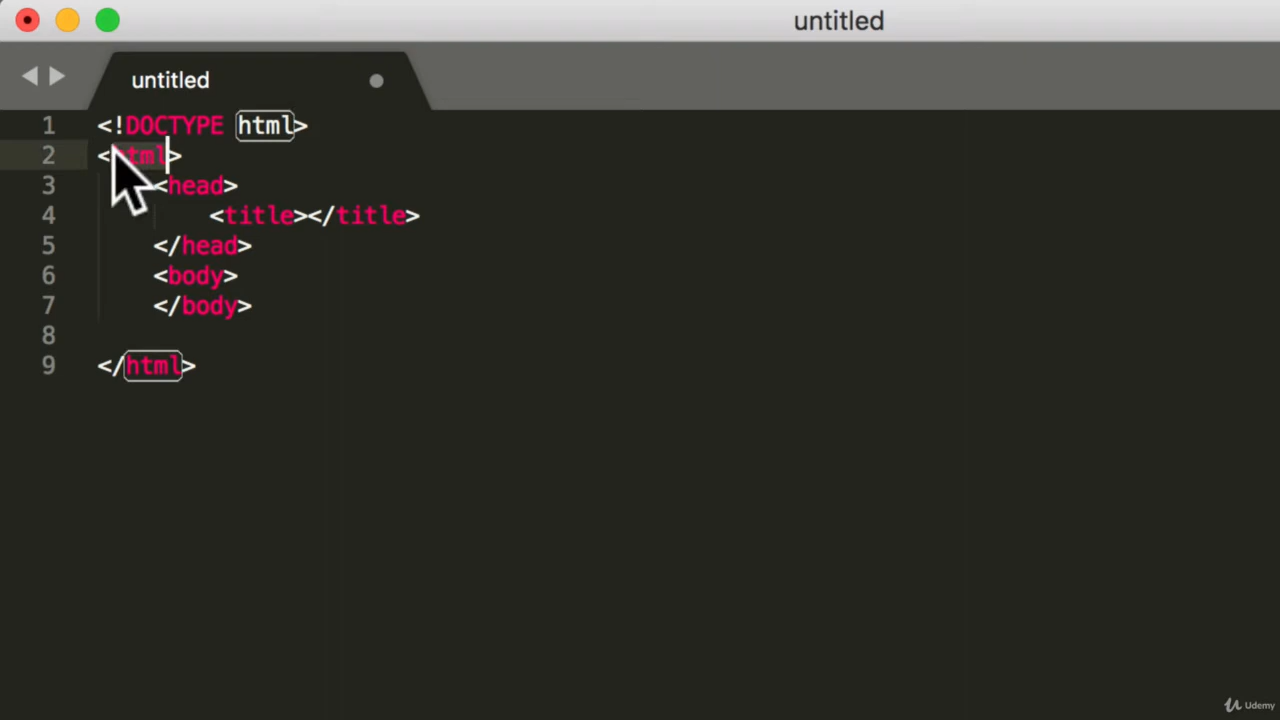 untitled
untitled
1 <!DOCTYPE html>
2 <html>
3 <head>
4 <title></title>
5 </head>
6 <body>
7 </body>
8
9 </html>
Udemy